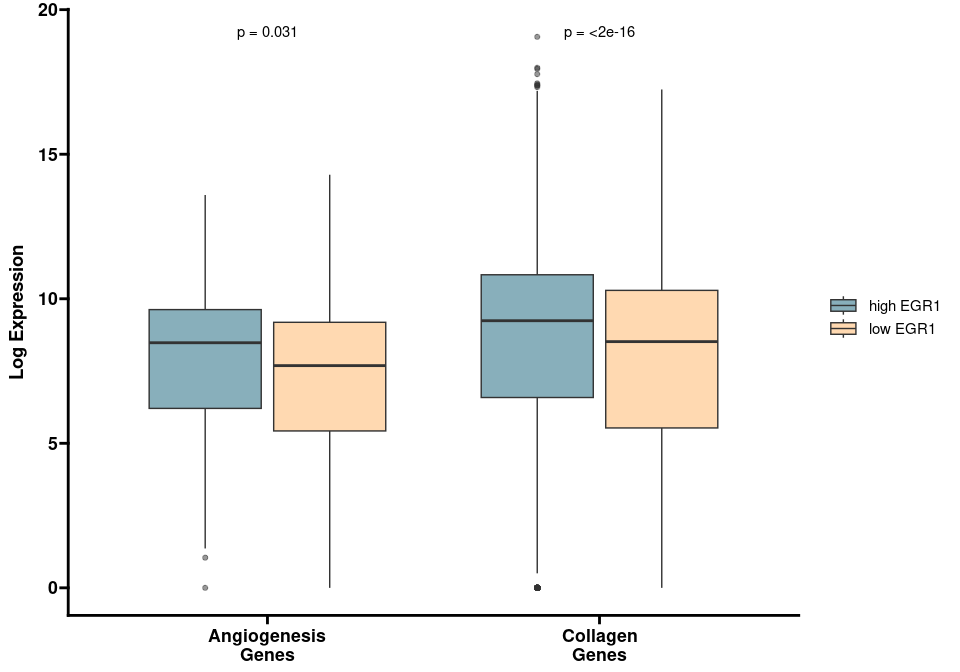 20
15
10
5
0
Log Expression
p = 0.031
p = <2e-16
Angiogenesis
Genes
Collagen
Genes
high EGR1
low EGR1